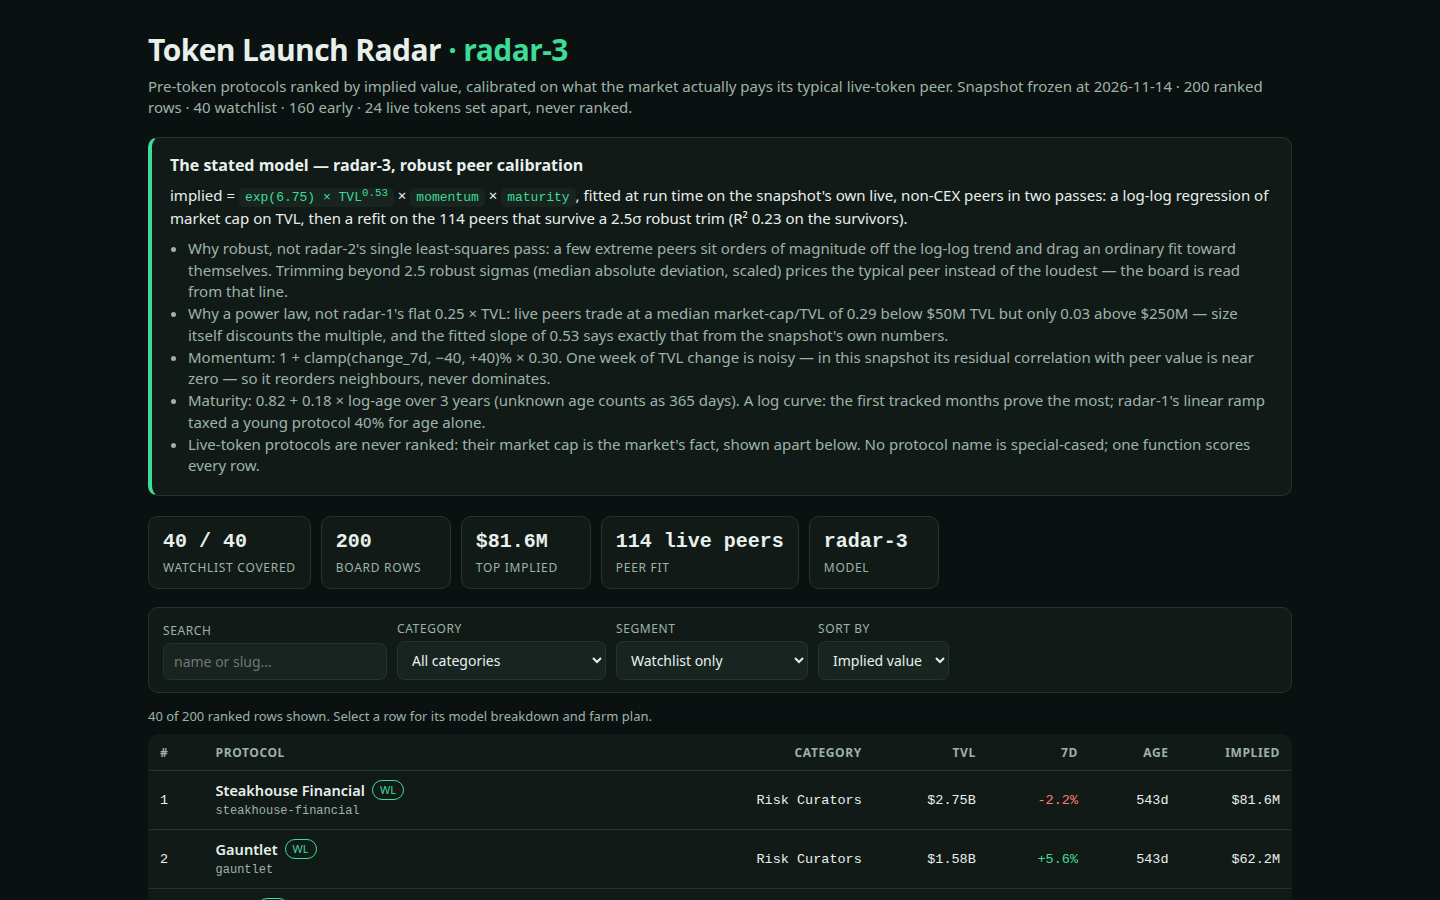 Token Launch Radar · radar-3
Pre-token protocols ranked by implied value, calibrated on what the market actually pays its typical live-token peer. Snapshot frozen at 2026-11-14 · 200 ranked
rows · 40 watchlist · 160 early · 24 live tokens set apart, never ranked.
The stated model — radar-3, robust peer calibration
implied = exp(6.75) × TVL^0.53 × momentum × maturity, fitted at run time on the snapshot's own live, non-CEX peers in two passes: a log-log regression of
market cap on TVL, then a refit on the 114 peers that survive a 2.5σ robust trim (R² 0.23 on the survivors).
• Why robust, not radar-2's single least-squares pass: a few extreme peers sit orders of magnitude off the log-log trend and drag an ordinary fit toward
themselves. Trimming beyond 2.5 robust sigmas (median absolute deviation, scaled) prices the typical peer instead of the loudest — the board is read
from that line.
• Why a power law, not radar-1's flat 0.25 × TVL: live peers trade at a median market-cap/TVL of 0.29 below $50M TVL but only 0.03 above $250M — size
itself discounts the multiple, and the fitted slope of 0.53 says exactly that from the snapshot's own numbers.
• Momentum: 1 + clamp(change_7d, −40, +40)% × 0.30. One week of TVL change is noisy — in this snapshot its residual correlation with peer value is near
zero — so it reorders neighbours, never dominates.
• Maturity: 0.82 + 0.18 × log-age over 3 years (unknown age counts as 365 days). A log curve: the first tracked months prove the most; radar-1's linear ramp
taxed a young protocol 40% for age alone.
• Live-token protocols are never ranked: their market cap is the market's fact, shown apart below. No protocol name is special-cased; one function scores
every row.
40 / 40 200 $81.6M 114 live peers radar-3
WATCHLIST COVERED BOARD ROWS TOP IMPLIED PEER FIT MODEL
SEARCH CATEGORY SEGMENT SORT BY
name or slug… All categories Watchlist only Implied value
40 of 200 ranked rows shown. Select a row for its model breakdown and farm plan.
# PROTOCOL CATEGORY TVL 7D AGE IMPLIED
1 Steakhouse Financial WL Risk Curators $2.75B -2.2% 543d $81.6M
steakhouse-financial
2 Gauntlet WL Risk Curators $1.58B +5.6% 543d $62.2M
gauntlet